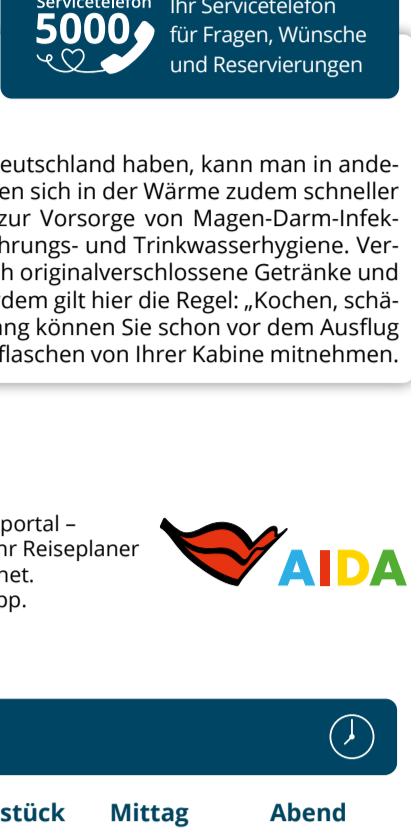 Servicetelefon
5000
Ihr Servicetelefon
für Fragen, Wünsche
und Reservierungen
eutschland haben, kann man in ande-
en sich in der Wärme zudem schneller
zur Vorsorge von Magen-Darm-Infek-
hrungs- und Trinkwasserhygiene. Ver-
h originalverschlossene Getränke und
rdem gilt hier die Regel: „Kochen, schä-
ang können Sie schon vor dem Ausflug
flaschen von Ihrer Kabine mitnehmen.
portal –
hr Reiseplaner
net.
pp.
AIDA
stück Mittag Abend